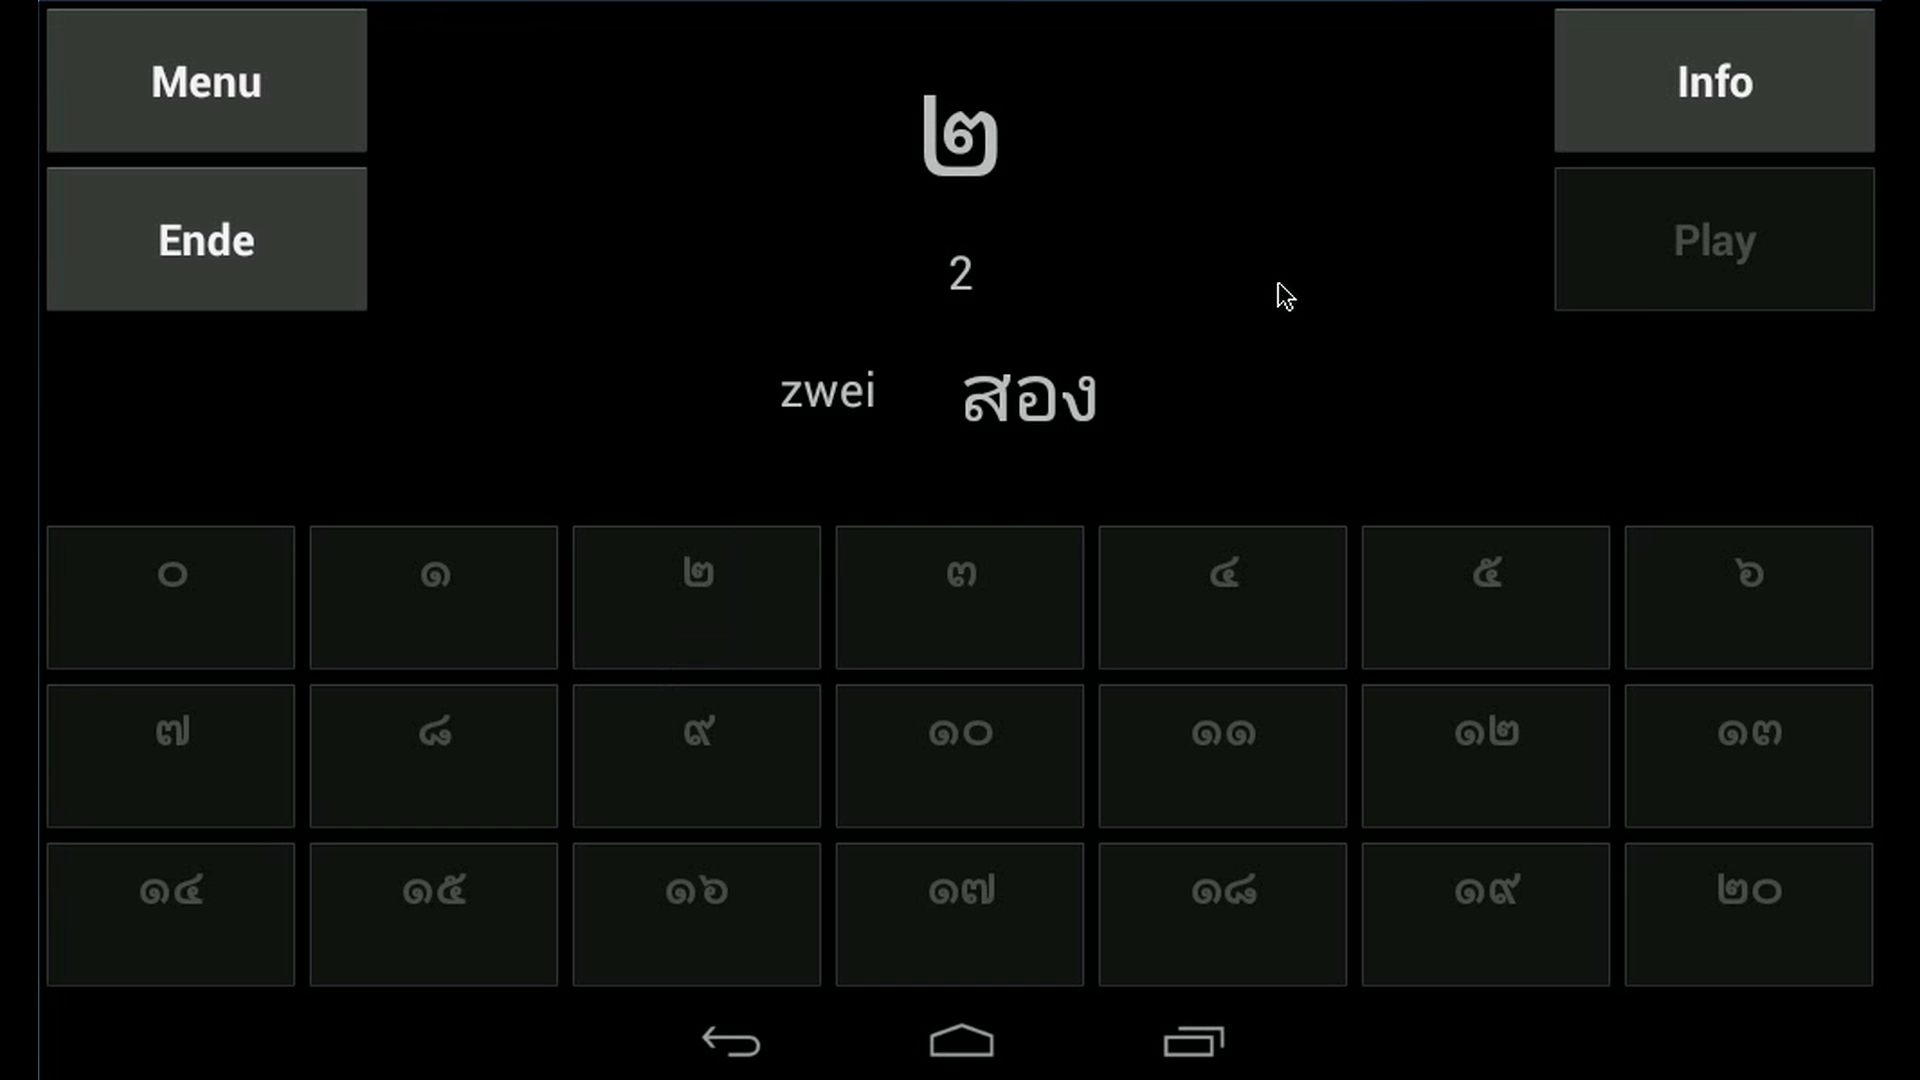 Menu
Info
๒
Ende
Play
2
zwei สอง
๐ ๑ ๒ ๓ ๔ ๕ ๖
๗ ๘ ๙ ๑๐ ๑๑ ๑๒ ๑๓
๑๔ ๑๕ ๑๖ ๑๗ ๑๘ ๑๙ ๒๐